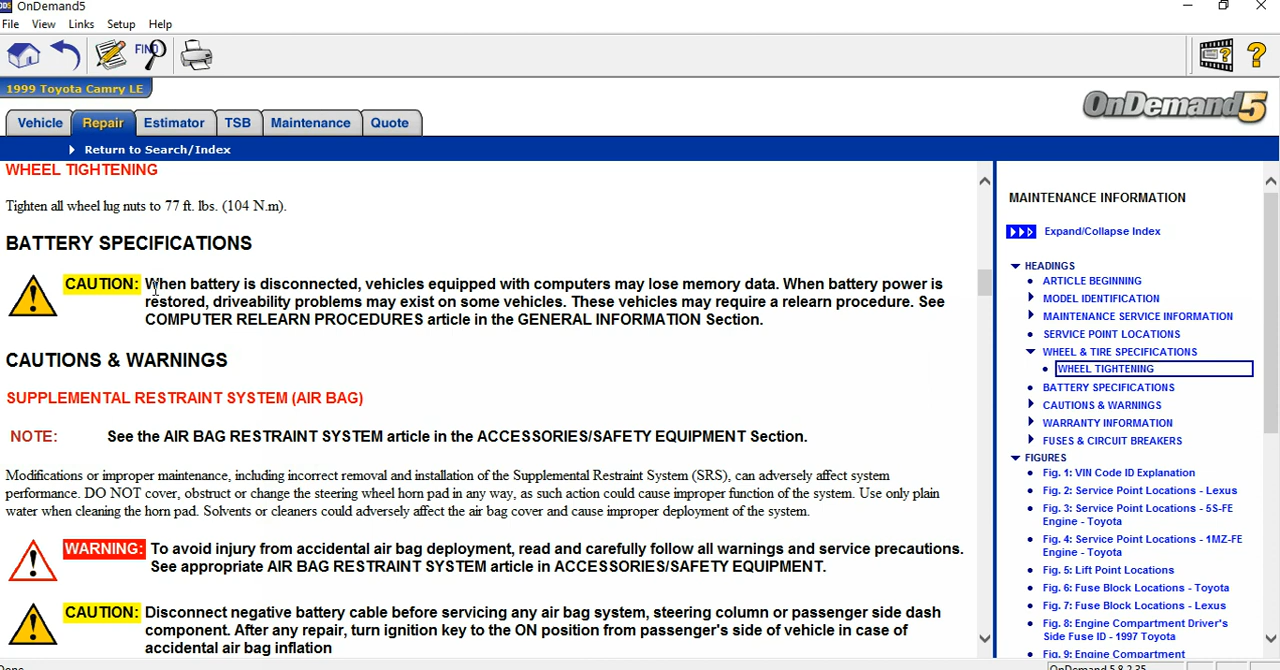 OnDemand5
File View Links Setup Help
FIND
1999 Toyota Camry LE
OnDemand5
Vehicle Repair Estimator TSB Maintenance Quote
Return to Search/Index
WHEEL TIGHTENING
Tighten all wheel lug nuts to 77 ft. lbs. (104 N.m).
BATTERY SPECIFICATIONS
CAUTION: When battery is disconnected, vehicles equipped with computers may lose memory data. When battery power is
restored, driveability problems may exist on some vehicles. These vehicles may require a relearn procedure. See
COMPUTER RELEARN PROCEDURES article in the GENERAL INFORMATION Section.
CAUTIONS & WARNINGS
SUPPLEMENTAL RESTRAINT SYSTEM (AIR BAG)
NOTE: See the AIR BAG RESTRAINT SYSTEM article in the ACCESSORIES/SAFETY EQUIPMENT Section.
Modifications or improper maintenance, including incorrect removal and installation of the Supplemental Restraint System (SRS), can adversely affect system
performance. DO NOT cover, obstruct or change the steering wheel horn pad in any way, as such action could cause improper function of the system. Use only plain
water when cleaning the horn pad. Solvents or cleaners could adversely affect the air bag cover and cause improper deployment of the system.
WARNING: To avoid injury from accidental air bag deployment, read and carefully follow all warnings and service precautions.
See appropriate AIR BAG RESTRAINT SYSTEM article in ACCESSORIES/SAFETY EQUIPMENT.
CAUTION: Disconnect negative battery cable before servicing any air bag system, steering column or passenger side dash
component. After any repair, turn ignition key to the ON position from passenger's side of vehicle in case of
accidental air bag inflation
MAINTENANCE INFORMATION
Expand/Collapse Index
HEADINGS
ARTICLE BEGINNING
MODEL IDENTIFICATION
MAINTENANCE SERVICE INFORMATION
SERVICE POINT LOCATIONS
WHEEL & TIRE SPECIFICATIONS
WHEEL TIGHTENING
BATTERY SPECIFICATIONS
CAUTIONS & WARNINGS
WARRANTY INFORMATION
FUSES & CIRCUIT BREAKERS
FIGURES
Fig. 1: VIN Code ID Explanation
Fig. 2: Service Point Locations - Lexus
Fig. 3: Service Point Locations - 5S-FE
Engine - Toyota
Fig. 4: Service Point Locations - 1MZ-FE
Engine - Toyota
Fig. 5: Lift Point Locations
Fig. 6: Fuse Block Locations - Toyota
Fig. 7: Fuse Block Locations - Lexus
Fig. 8: Engine Compartment Driver's
Side Fuse ID - 1997 Toyota
Fig. 9: Engine Compartment